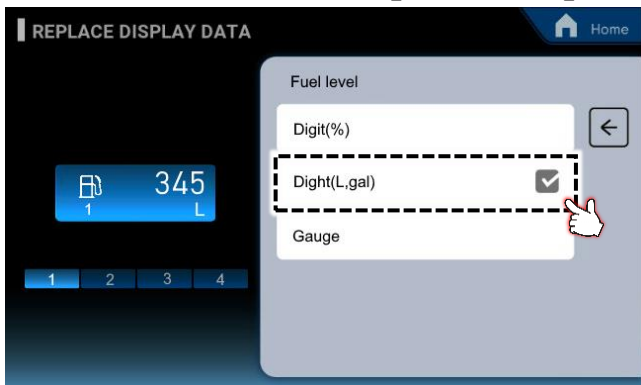 REPLACE DISPLAY DATA
Home
Fuel level
Digit(%)
Dight(L,gal)
Gauge
345
1 L
1 2 3 4